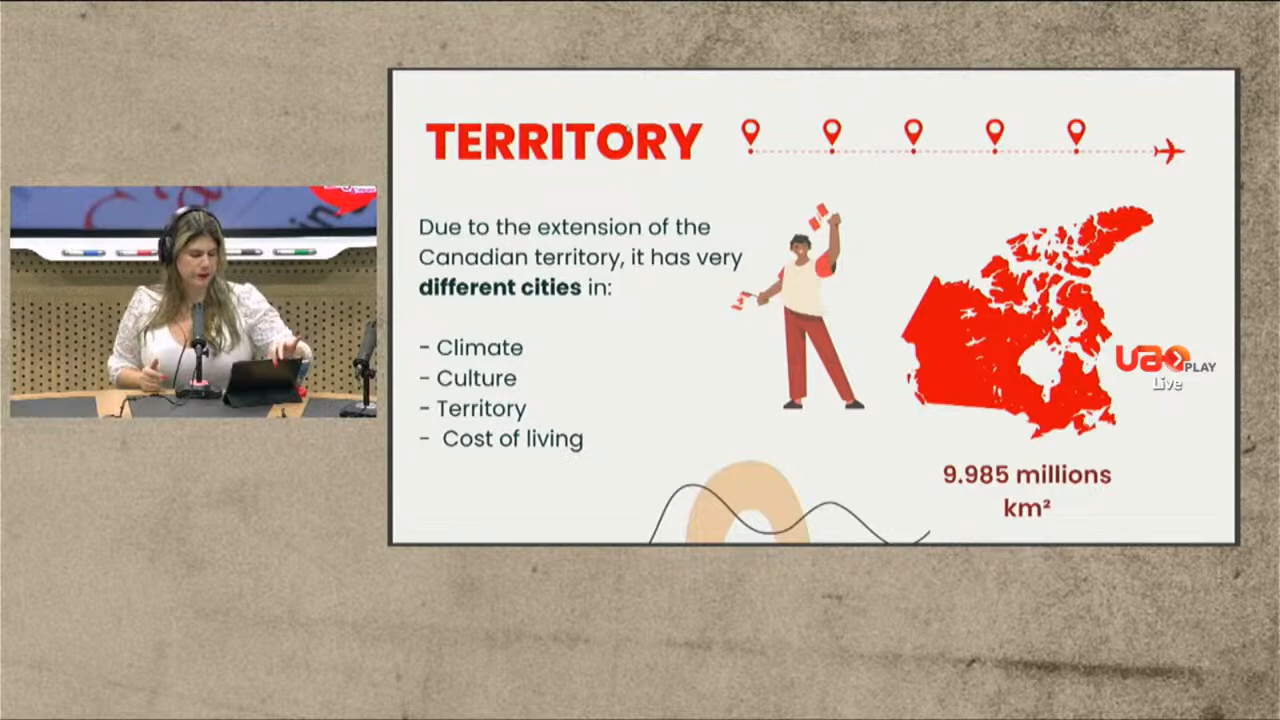 TERRITORY
Due to the extension of the
Canadian territory, it has very
different cities in:
- Climate
- Culture
- Territory
- Cost of living
9.985 millions
km²
uao PLAY
Live